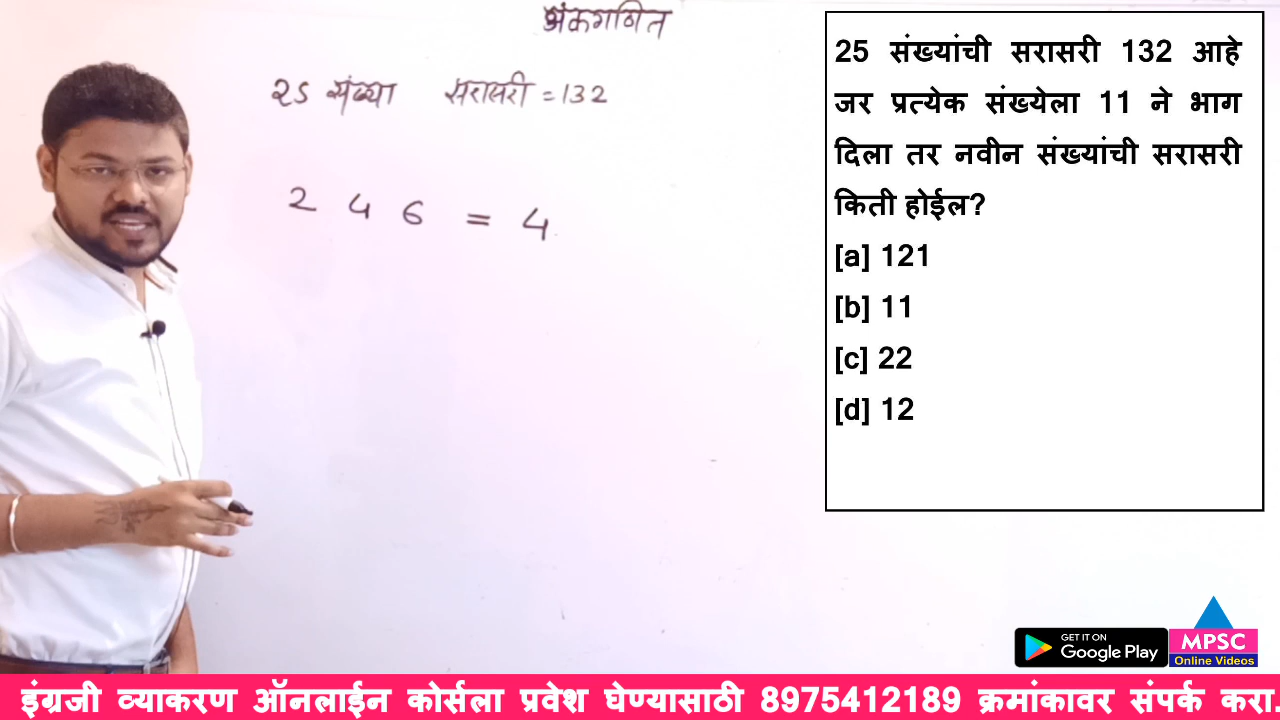 अंकगणित
25 संख्या सरासरी = 132
2 4 6 = 4
25 संख्यांची सरासरी 132 आहे
जर प्रत्येक संख्येला 11 ने भाग
दिला तर नवीन संख्यांची सरासरी
किती होईल?
[a] 121
[b] 11
[c] 22
[d] 12
GET IT ON
Google Play
MPSC
Online Videos
इंग्रजी व्याकरण ऑनलाईन कोर्सला प्रवेश घेण्यासाठी 8975412189 क्रमांकावर संपर्क करा.